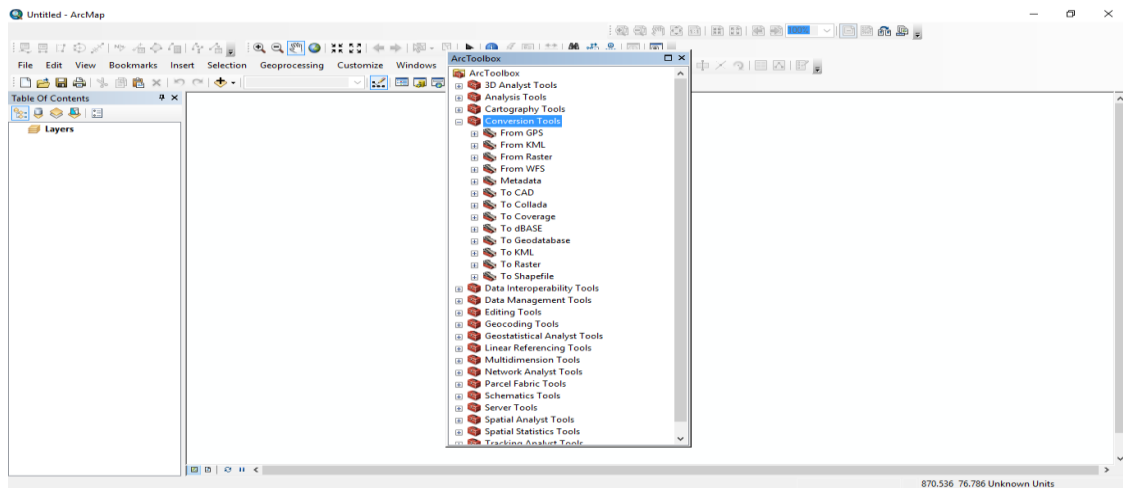 Untitled - ArcMap
100%
File Edit View Bookmarks Insert Selection Geoprocessing Customize Windows
ArcToolbox
Table Of Contents
Layers
ArcToolbox
3D Analyst Tools
Analysis Tools
Cartography Tools
Conversion Tools
From GPS
From KML
From Raster
From WFS
Metadata
To CAD
To Collada
To Coverage
To dBASE
To Geodatabase
To KML
To Raster
To Shapefile
Data Interoperability Tools
Data Management Tools
Editing Tools
Geocoding Tools
Geostatistical Analyst Tools
Linear Referencing Tools
Multidimension Tools
Network Analyst Tools
Parcel Fabric Tools
Schematics Tools
Server Tools
Spatial Analyst Tools
Spatial Statistics Tools
Tracking Analyst Tools
870.536 76.786 Unknown Units